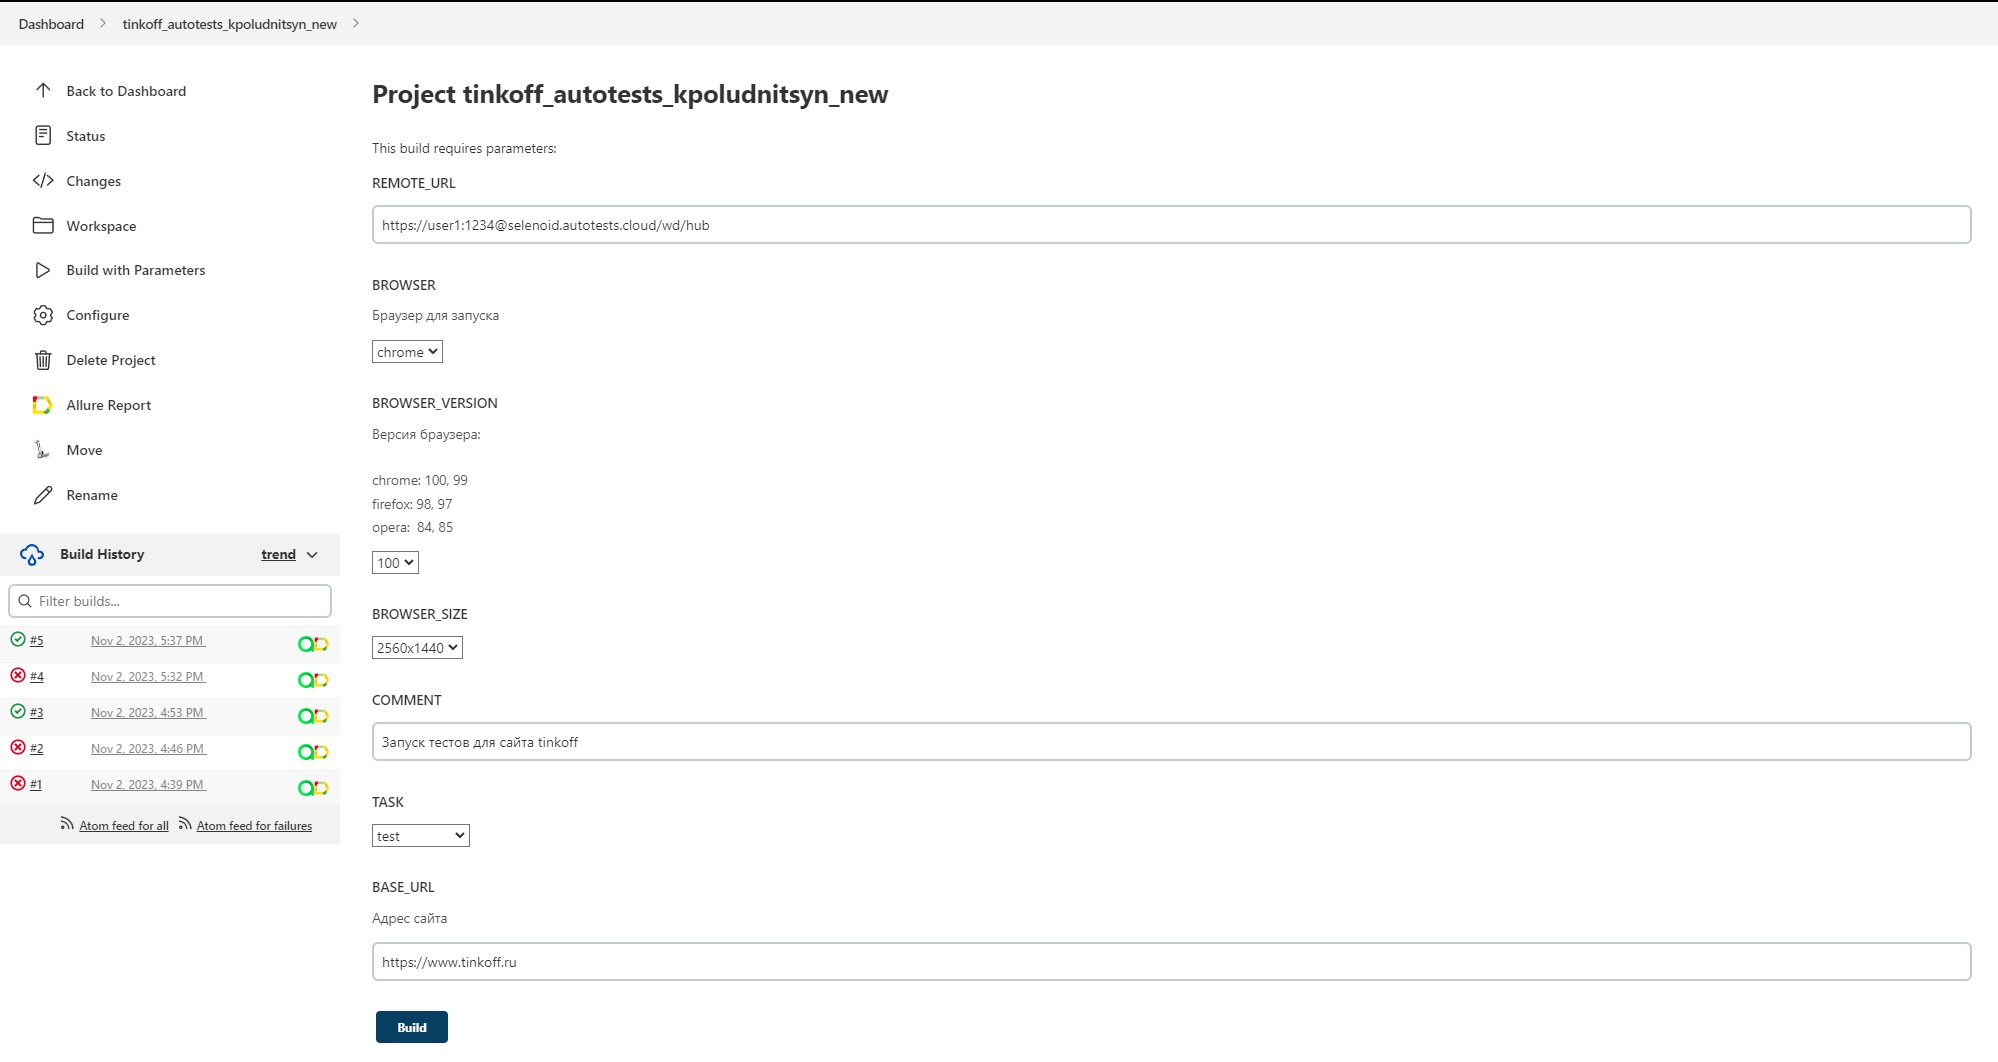 Dashboard
tinkoff_autotests_kpoludnitsyn_new
Back to Dashboard
Status
Changes
Workspace
Build with Parameters
Configure
Delete Project
Allure Report
Move
Rename
Build History
trend
Filter builds...
#5 Nov 2, 2023, 5:37 PM
#4 Nov 2, 2023, 5:32 PM
#3 Nov 2, 2023, 4:53 PM
#2 Nov 2, 2023, 4:46 PM
#1 Nov 2, 2023, 4:39 PM
Atom feed for all Atom feed for failures
Project tinkoff_autotests_kpoludnitsyn_new
This build requires parameters:
REMOTE_URL
https://user1:1234@selenoid.autotests.cloud/wd/hub
BROWSER
Браузер для запуска
chrome
BROWSER_VERSION
Версия браузера:
chrome: 100, 99
firefox: 98, 97
opera: 84, 85
100
BROWSER_SIZE
2560x1440
COMMENT
Запуск тестов для сайта tinkoff
TASK
test
BASE_URL
Адрес сайта
https://www.tinkoff.ru
Build